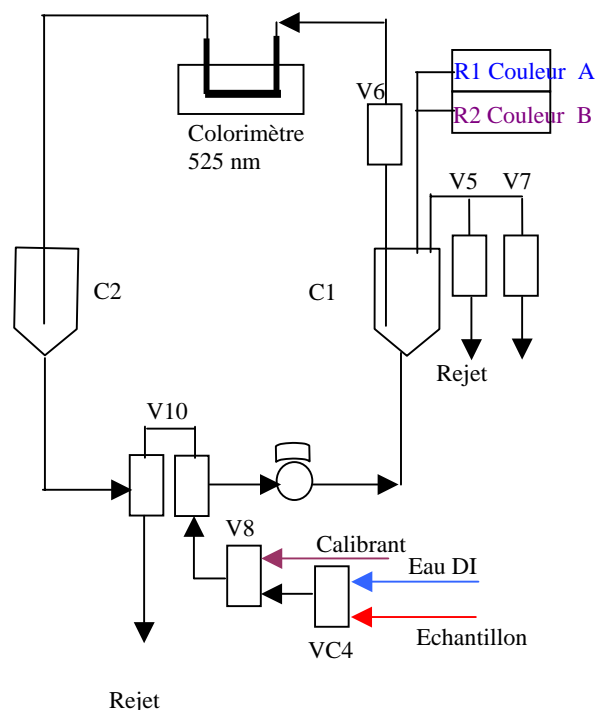 R1 Couleur A
V6
R2 Couleur B
Colorimètre
525 nm
V5
V7
C2
C1
Rejet
V10
V8
Calibrant
Eau DI
Echantillon
VC4
Rejet